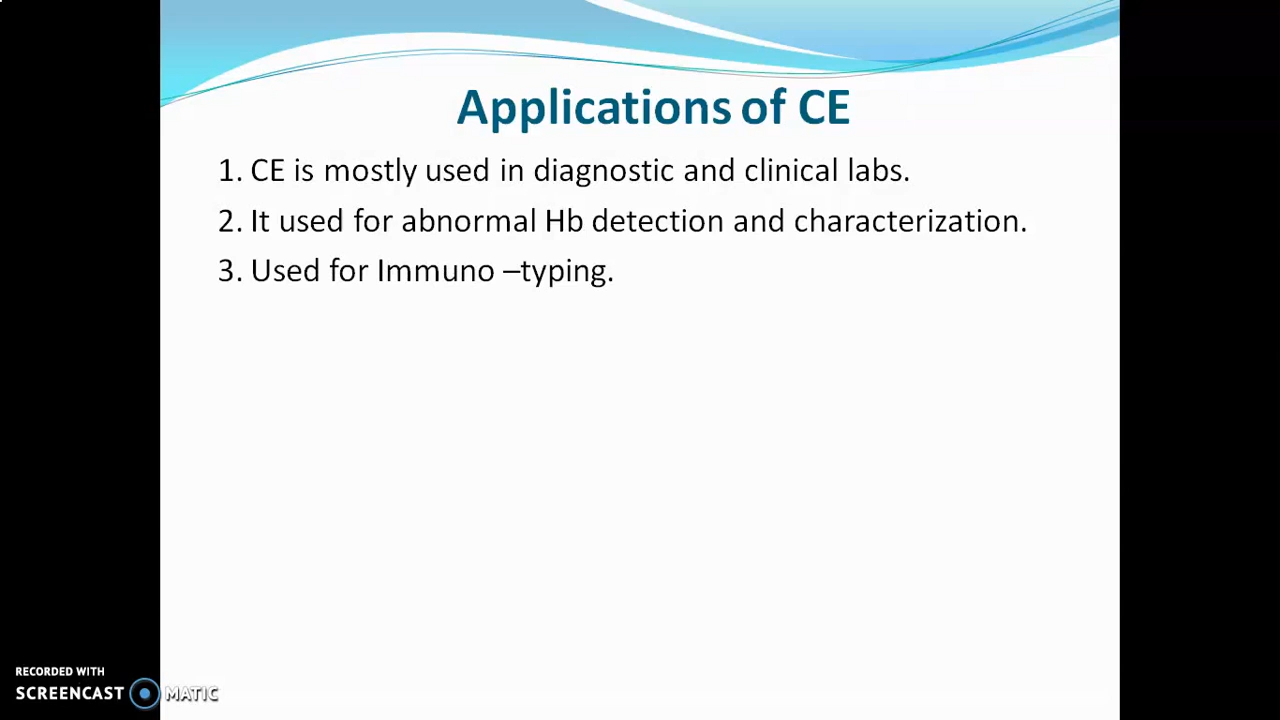 Applications of CE
1. CE is mostly used in diagnostic and clinical labs.
2. It used for abnormal Hb detection and characterization.
3. Used for Immuno –typing.
RECORDED WITH
SCREENCAST MATIC